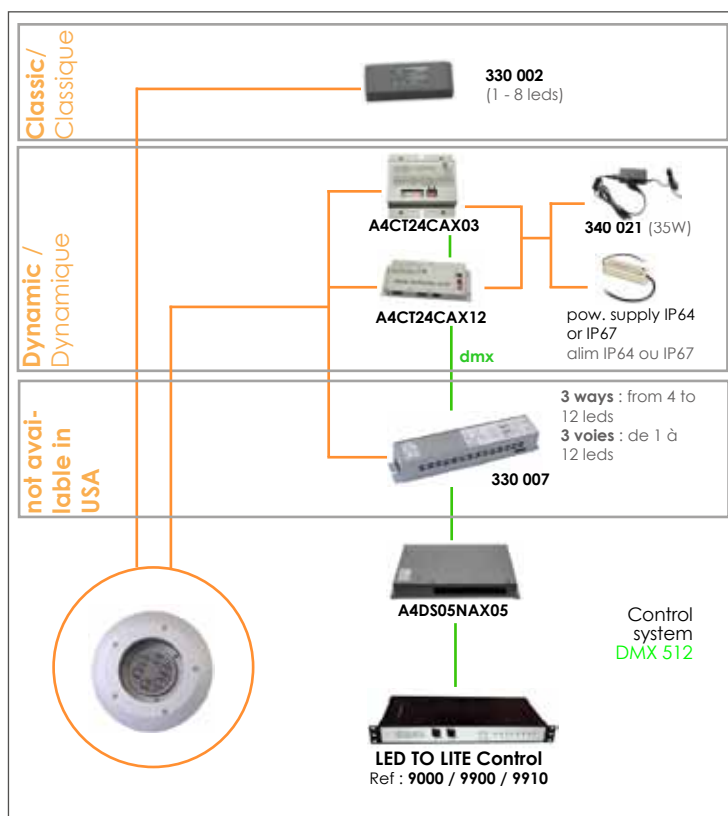 Classic/
Classique
330 002
(1 - 8 leds)
Dynamic /
Dynamique
A4CT24CAX03
340 021 (35W)
A4CT24CAX12
pow. supply IP64
or IP67
alim IP64 ou IP67
dmx
not avai-
lable in
USA
3 ways : from 4 to
12 leds
3 voies : de 1 à
12 leds
330 007
A4DS05NAX05
Control
system
DMX 512
LED TO LITE Control
Ref : 9000 / 9900 / 9910